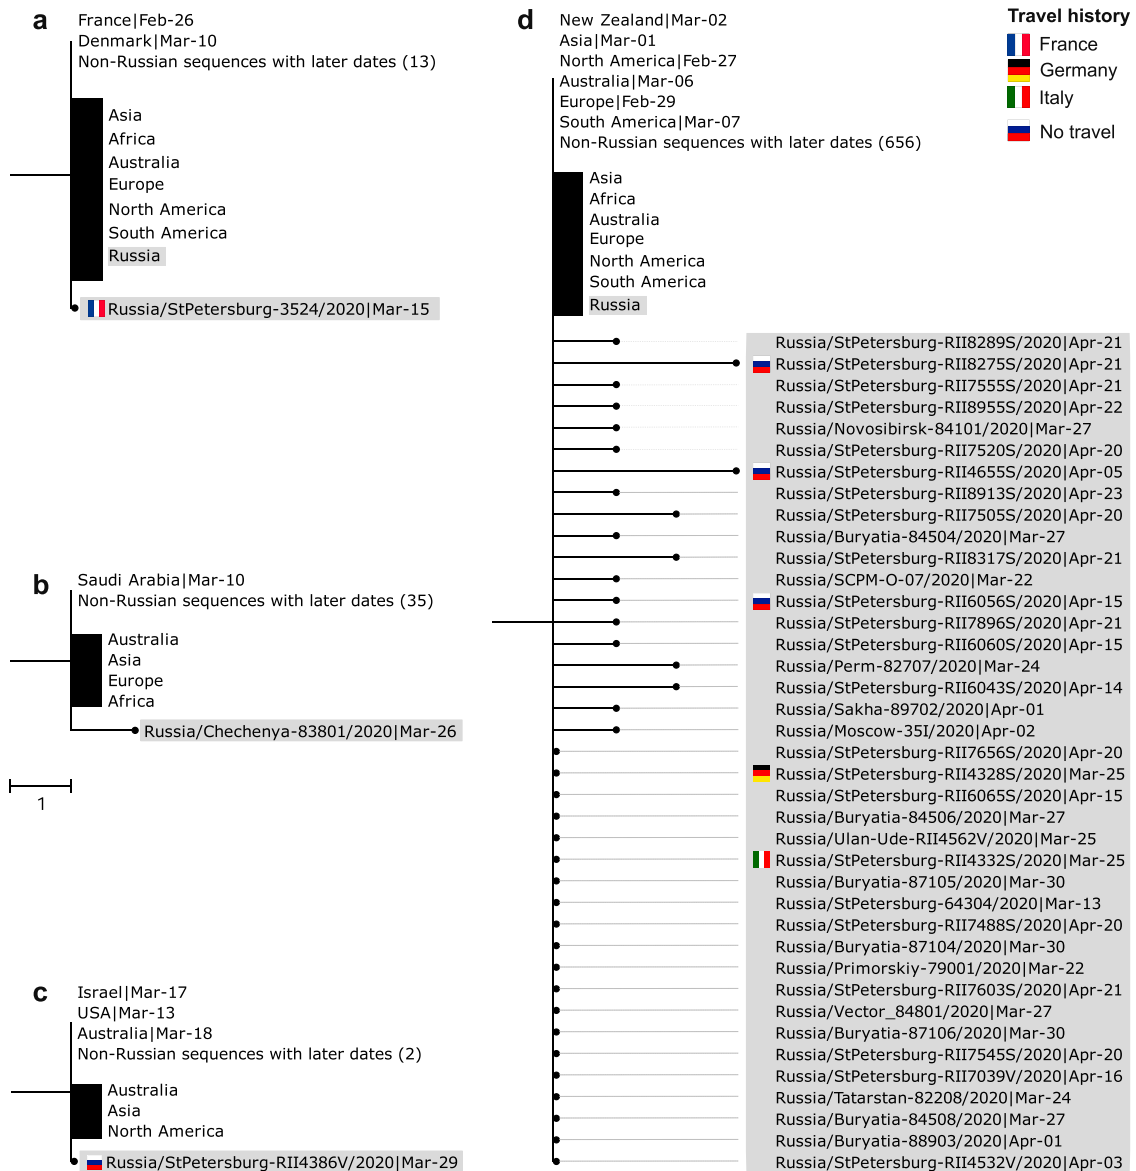 a
France|Feb-26
Denmark|Mar-10
Non-Russian sequences with later dates (13)
Asia
Africa
Australia
Europe
North America
South America
Russia
Russia/StPetersburg-3524/2020|Mar-15
b
Saudi Arabia|Mar-10
Non-Russian sequences with later dates (35)
Australia
Asia
Europe
Africa
Russia/Chechenya-83801/2020|Mar-26
1
c
Israel|Mar-17
USA|Mar-13
Australia|Mar-18
Non-Russian sequences with later dates (2)
Australia
Asia
North America
Russia/StPetersburg-RII4386V/2020|Mar-29
d
New Zealand|Mar-02
Asia|Mar-01
North America|Feb-27
Australia|Mar-06
Europe|Feb-29
South America|Mar-07
Non-Russian sequences with later dates (656)
Asia
Africa
Australia
Europe
North America
South America
Russia
Russia/StPetersburg-RII8289S/2020|Apr-21
Russia/StPetersburg-RII8275S/2020|Apr-21
Russia/StPetersburg-RII7555S/2020|Apr-21
Russia/StPetersburg-RII8955S/2020|Apr-22
Russia/Novosibirsk-84101/2020|Mar-27
Russia/StPetersburg-RII7520S/2020|Apr-20
Russia/StPetersburg-RII4655S/2020|Apr-05
Russia/StPetersburg-RII8913S/2020|Apr-23
Russia/StPetersburg-RII7505S/2020|Apr-20
Russia/Buryatia-84504/2020|Mar-27
Russia/StPetersburg-RII8317S/2020|Apr-21
Russia/SCPM-O-07/2020|Mar-22
Russia/StPetersburg-RII6056S/2020|Apr-15
Russia/StPetersburg-RII7896S/2020|Apr-21
Russia/StPetersburg-RII6060S/2020|Apr-15
Russia/Perm-82707/2020|Mar-24
Russia/StPetersburg-RII6043S/2020|Apr-14
Russia/Sakha-89702/2020|Apr-01
Russia/Moscow-35I/2020|Apr-02
Russia/StPetersburg-RII7656S/2020|Apr-20
Russia/StPetersburg-RII4328S/2020|Mar-25
Russia/StPetersburg-RII6065S/2020|Apr-15
Russia/Buryatia-84506/2020|Mar-27
Russia/Ulan-Ude-RII4562V/2020|Mar-25
Russia/StPetersburg-RII4332S/2020|Mar-25
Russia/Buryatia-87105/2020|Mar-30
Russia/StPetersburg-64304/2020|Mar-13
Russia/StPetersburg-RII7488S/2020|Apr-20
Russia/Buryatia-87104/2020|Mar-30
Russia/Primorskiy-79001/2020|Mar-22
Russia/StPetersburg-RII7603S/2020|Apr-21
Russia/Vector_84801/2020|Mar-27
Russia/Buryatia-87106/2020|Mar-30
Russia/StPetersburg-RII7545S/2020|Apr-20
Russia/StPetersburg-RII7039V/2020|Apr-16
Russia/Tatarstan-82208/2020|Mar-24
Russia/Buryatia-84508/2020|Mar-27
Russia/Buryatia-88903/2020|Apr-01
Russia/StPetersburg-RII4532V/2020|Apr-03
Travel history
France
Germany
Italy
No travel